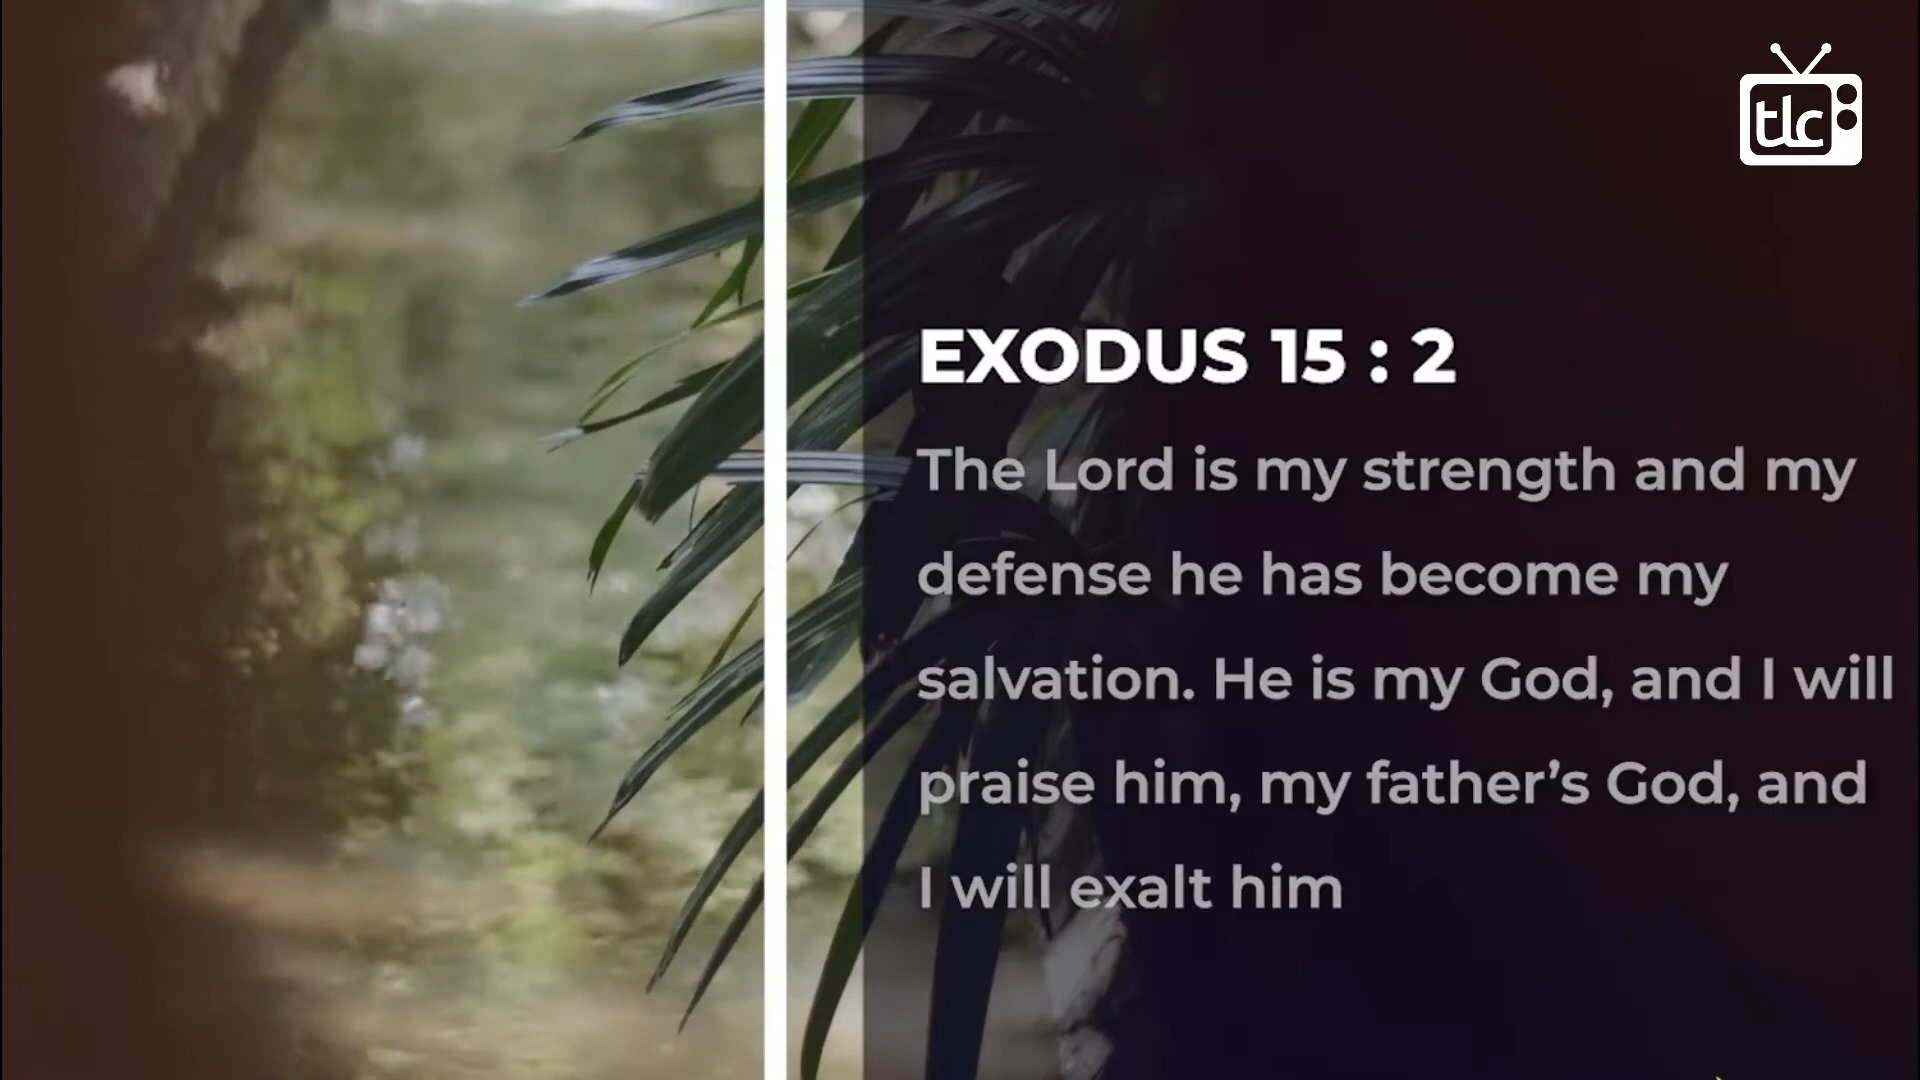 tlc
EXODUS 15 : 2
The Lord is my strength and my
defense he has become my
salvation. He is my God, and I will
praise him, my father’s God, and
I will exalt him